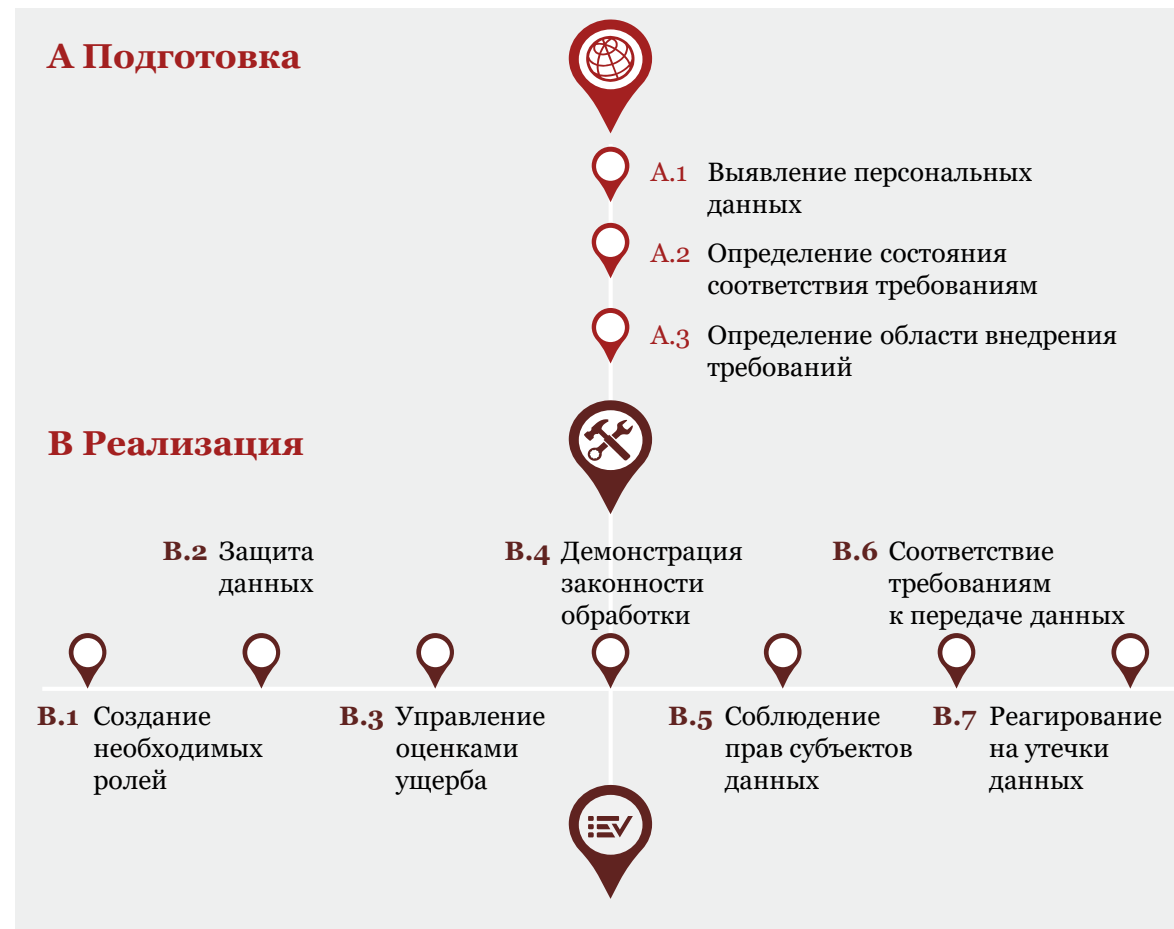 А Подготовка
А.1 Выявление персональных
данных
А.2 Определение состояния
соответствия требованиям
А.3 Определение области внедрения
требований
В Реализация
В.2 Защита
данных
В.4 Демонстрация
законности
обработки
В.6 Соответствие
требованиям
к передаче данных
В.1 Создание
необходимых
ролей
В.3 Управление
оценками
ущерба
В.5 Соблюдение
прав субъектов
данных
В.7 Реагирование
на утечки
данных